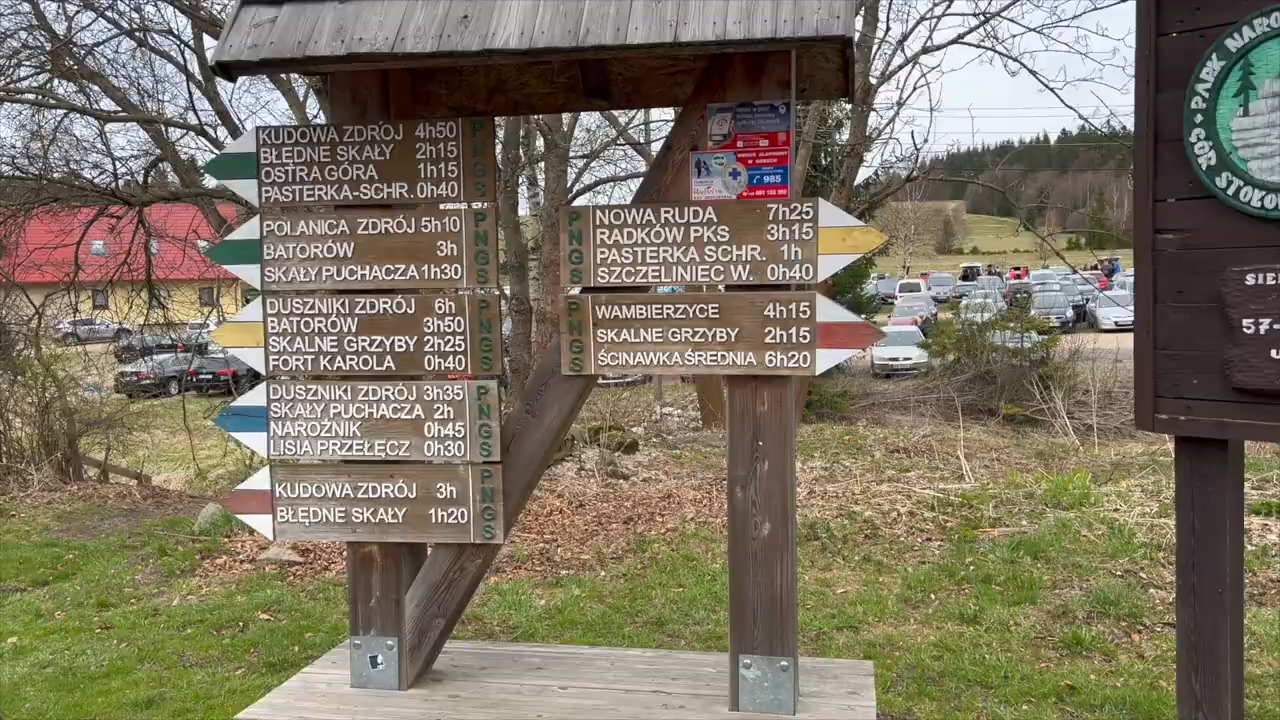 KUDOWA ZDRÓJ 4h50
BŁĘDNE SKAŁY 2h15
OSTRA GÓRA 1h15
PASTERKA-SCHR. 0h40
PNGS
POLANICA ZDRÓJ 5h10
BATORÓW 3h
SKAŁY PUCHACZA 1h30
PNGS
DUSZNIKI ZDRÓJ 6h
BATORÓW 3h50
SKALNE GRZYBY 2h25
FORT KAROLA 0h40
PNGS
DUSZNIKI ZDRÓJ 3h35
SKAŁY PUCHACZA 2h
NAROŻNIK 0h45
LISIA PRZEŁĘCZ 0h30
PNGS
KUDOWA ZDRÓJ 3h
BŁĘDNE SKAŁY 1h20
PNGS
985
PNGS
NOWA RUDA 7h25
RADKÓW PKS 3h15
PASTERKA SCHR. 1h
SZCZELINIEC W. 0h40
PNGS
WAMBIERZYCE 4h15
SKALNE GRZYBY 2h15
ŚCINAWKA ŚREDNIA 6h20
PARK
GÓR
57-